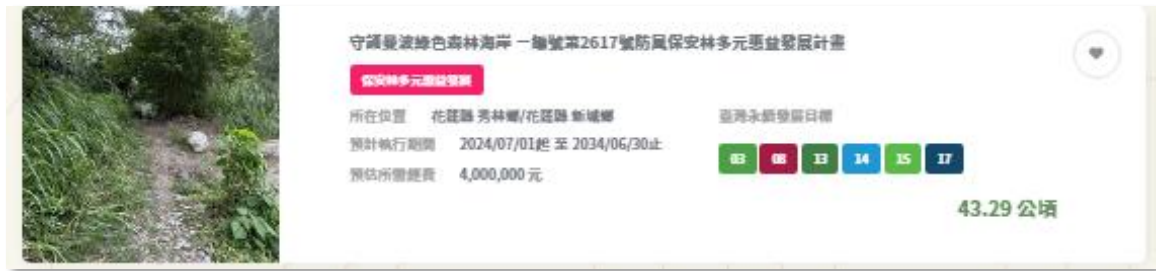 守護曼波綠色森林海岸 一編號第2617號防風保安林多元惠益發展計畫
保安林多元惠益發展
所在位置 花蓮縣 秀林鄉/花蓮縣 新城鄉
臺灣永續發展目標
預計執行期間 2024/07/01起 至 2034/06/30止
03 08 13 14 15 17
預估所需經費 4,000,000 元
43.29 公頃